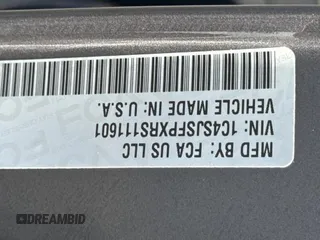 MFD BY: FCA US LLC
VIN: 1C4SJSFPXRS111601
VEHICLE MADE IN: U.S.A.
DREAMBID